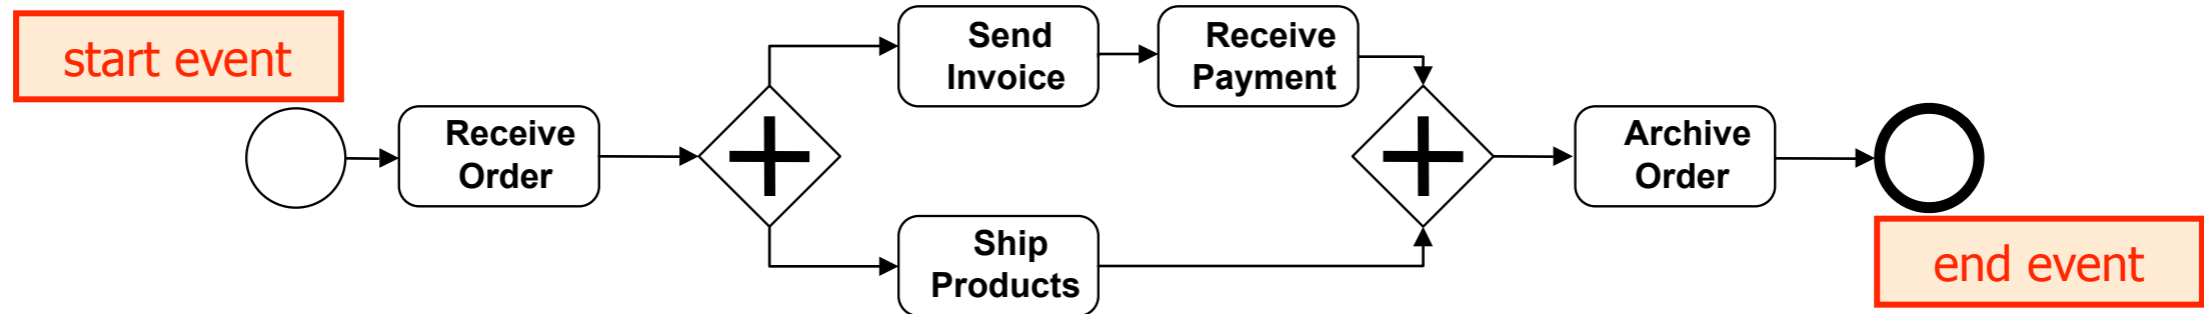 start event
Receive
Order
Send
Invoice
Receive
Payment
Ship
Products
Archive
Order
end event